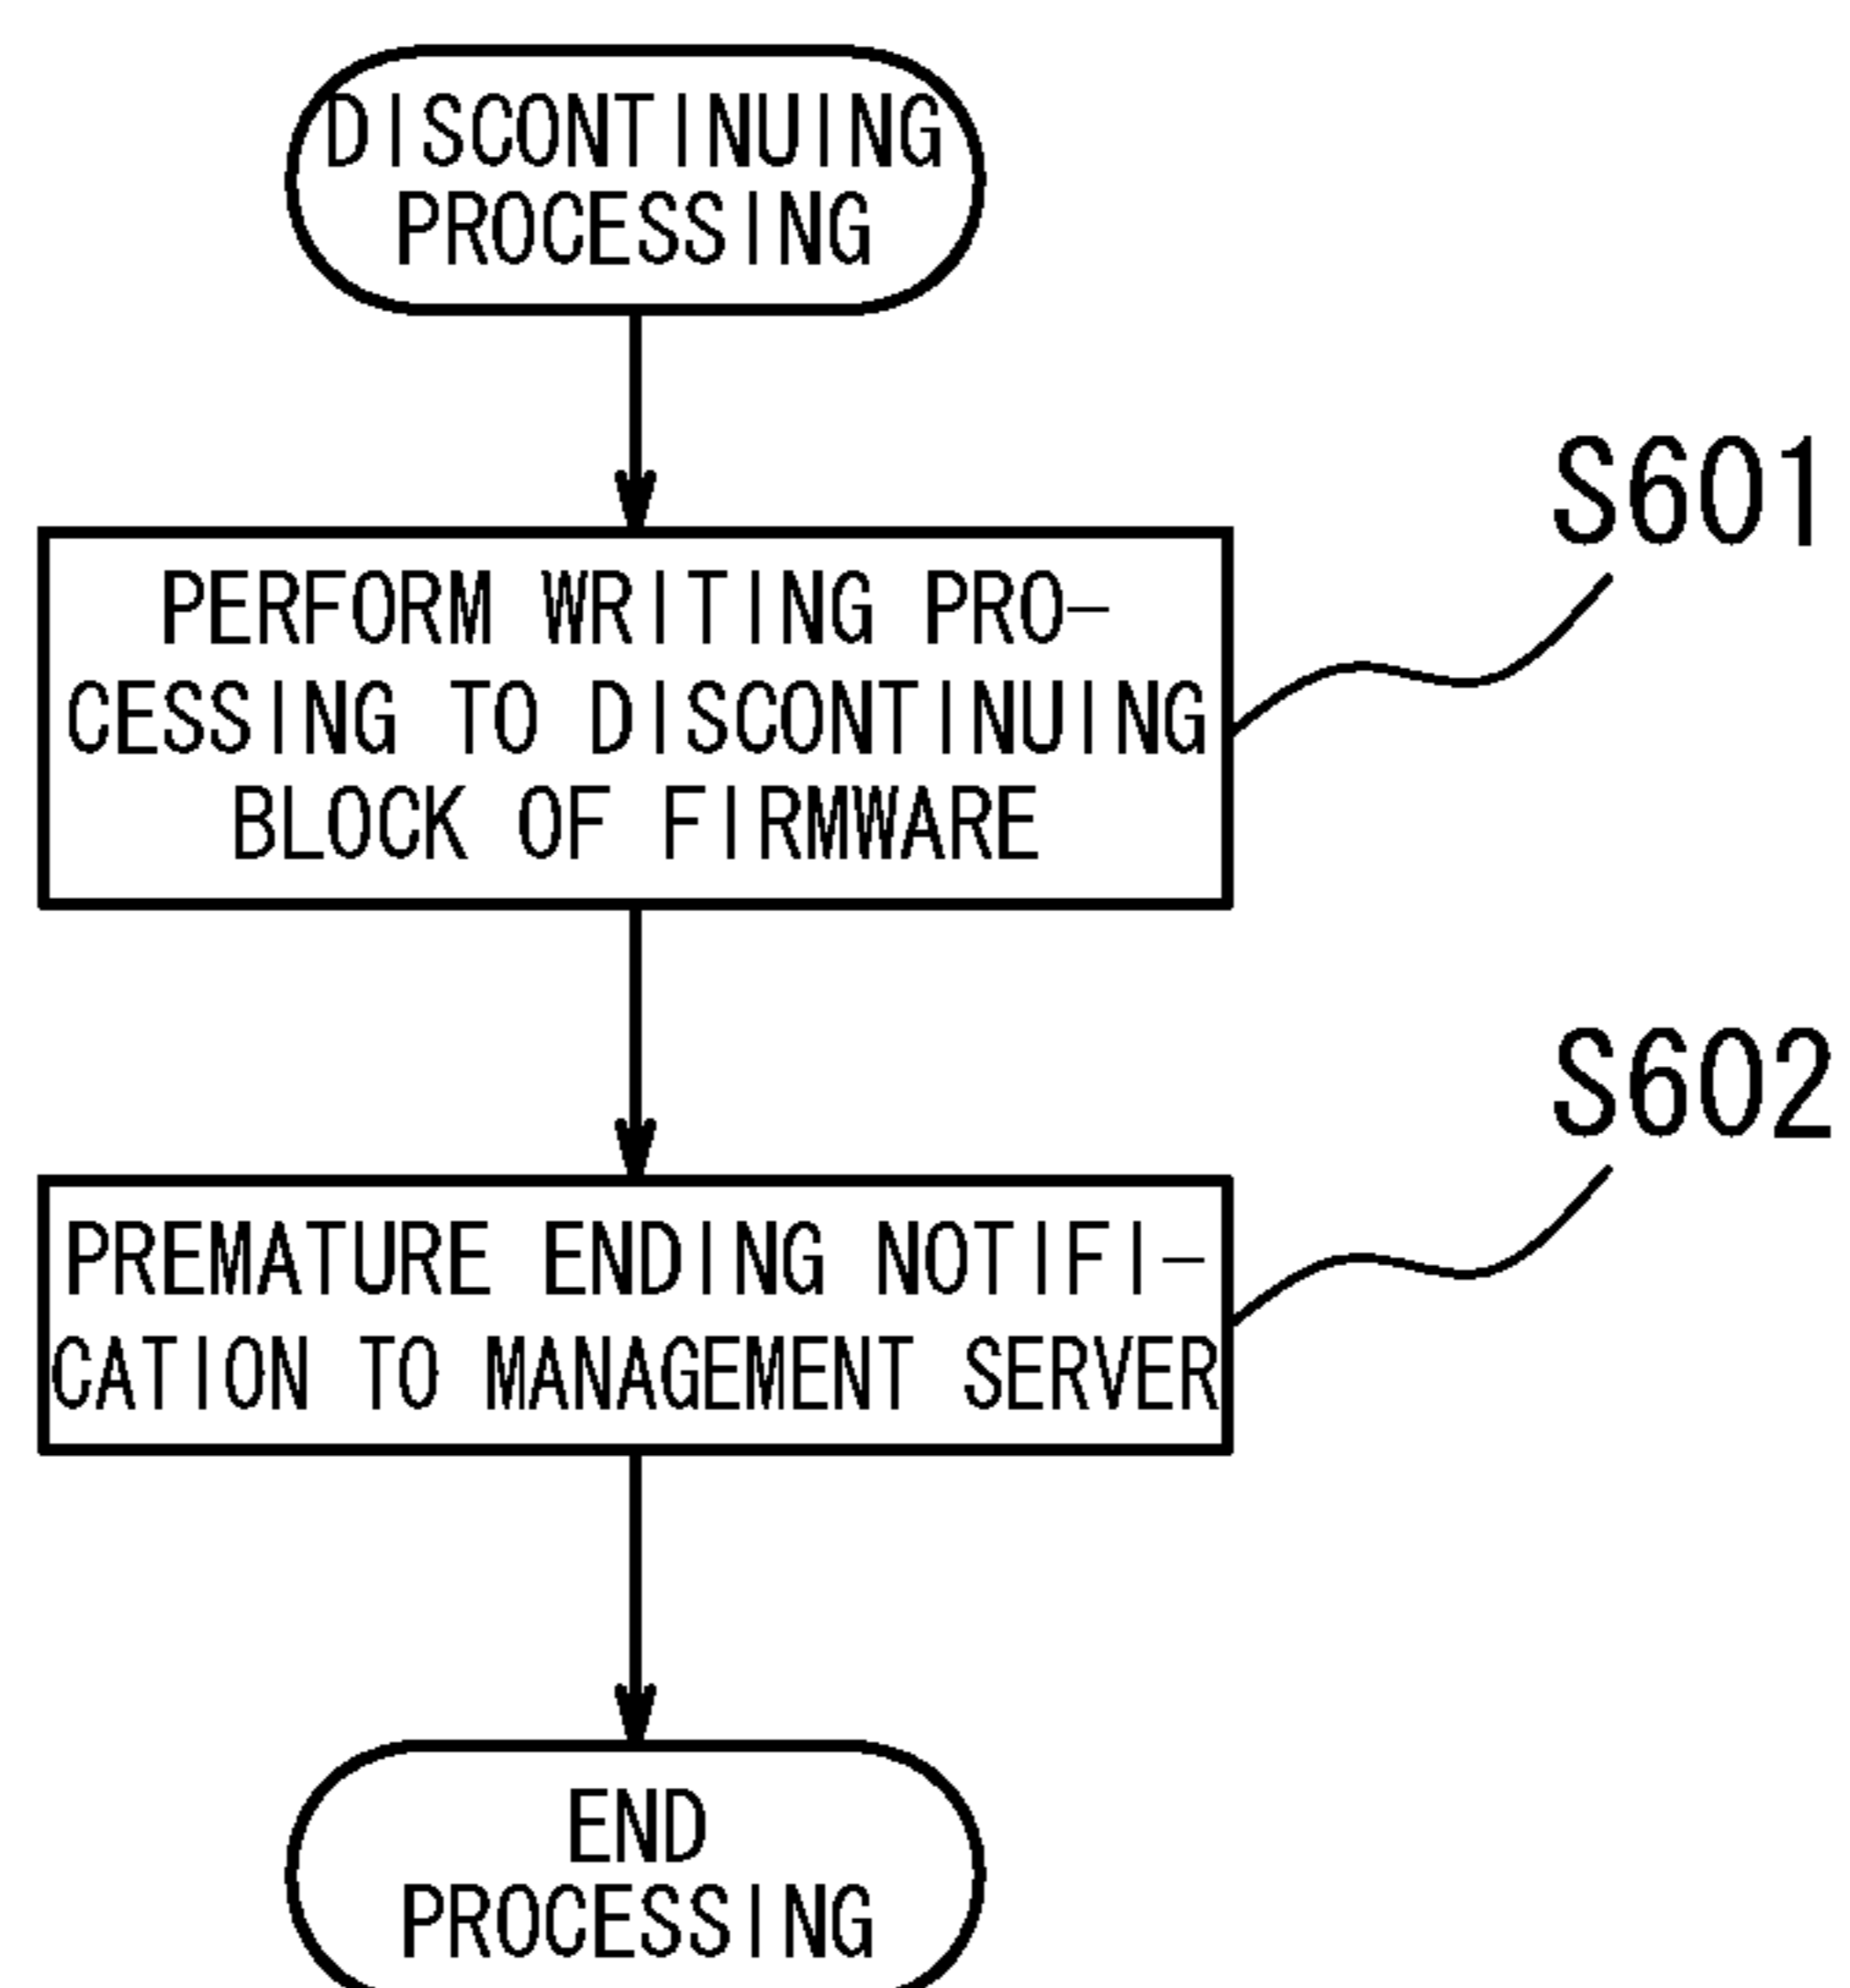 DISCONTINUING
PROCESSING
S601
PERFORM WRITING PRO-
CESSING TO DISCONTINUING
BLOCK OF FIRMWARE
S602
PREMATURE ENDING NOTIFI-
CATION TO MANAGEMENT SERVER
END
PROCESSING